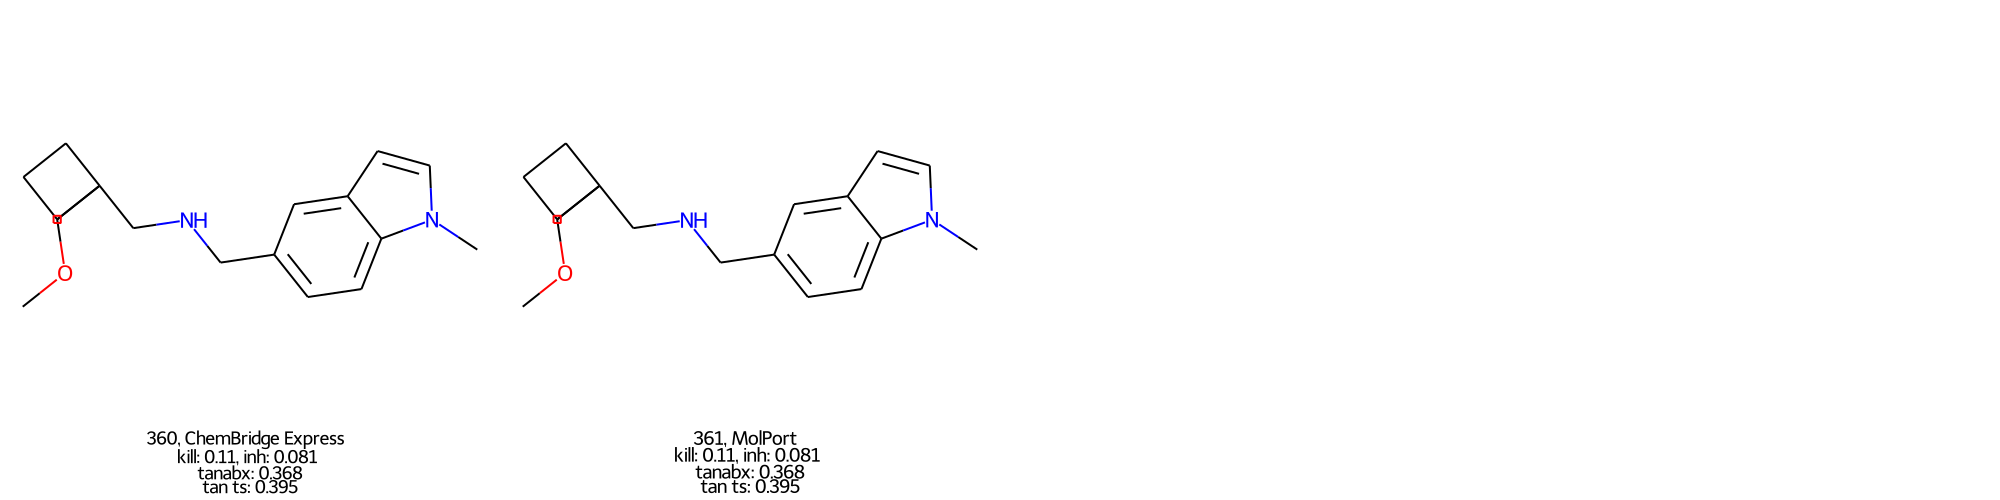 NH
N
O
NH
N
O
360, ChemBridge Express
kill: 0.11, inh: 0.081
tanabx: 0.368
tan ts: 0.395
361, MolPort
kill: 0.11, inh: 0.081
tanabx: 0.368
tan ts: 0.395